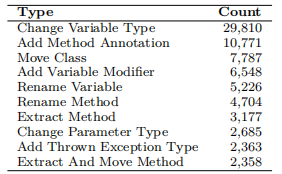 Type Count
Change Variable Type 29,810
Add Method Annotation 10,771
Move Class 7,787
Add Variable Modifier 6,548
Rename Variable 5,226
Rename Method 4,704
Extract Method 3,177
Change Parameter Type 2,685
Add Thrown Exception Type 2,363
Extract And Move Method 2,358